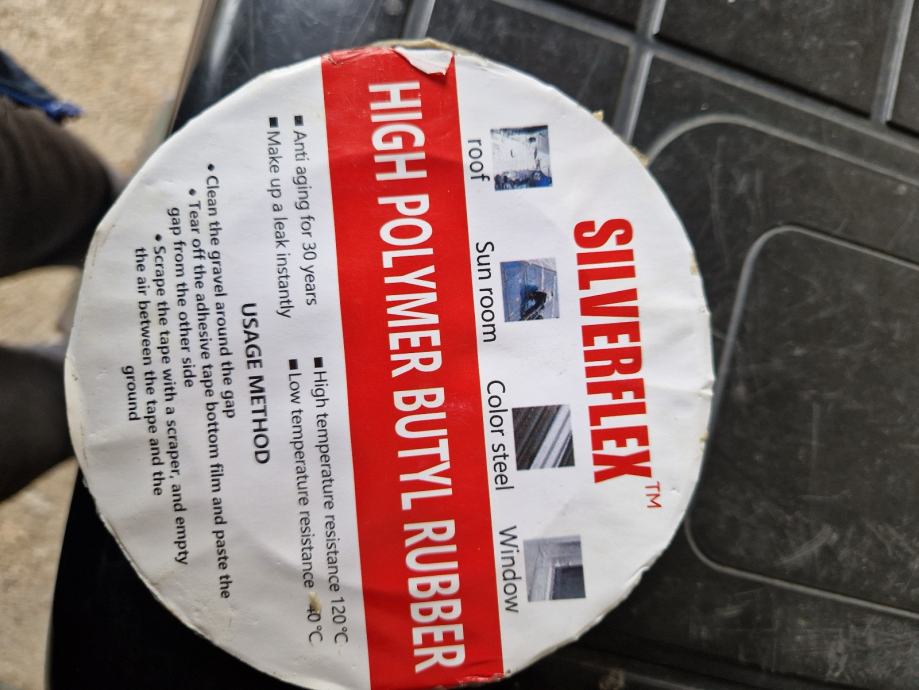 SILVERFLEX™
roof Sun room Color steel Window
HIGH POLYMER BUTYL RUBBER
■ Anti aging for 30 years ■ High temperature resistance 120℃
■ Make up a leak instantly ■ Low temperature resistance 40℃
USAGE METHOD
• Clean the gravel around the gap
• Tear off the adhesive tape bottom film and paste the
gap from the other side
• Scrape the tape with a scraper, and empty
the air between the tape and the
ground